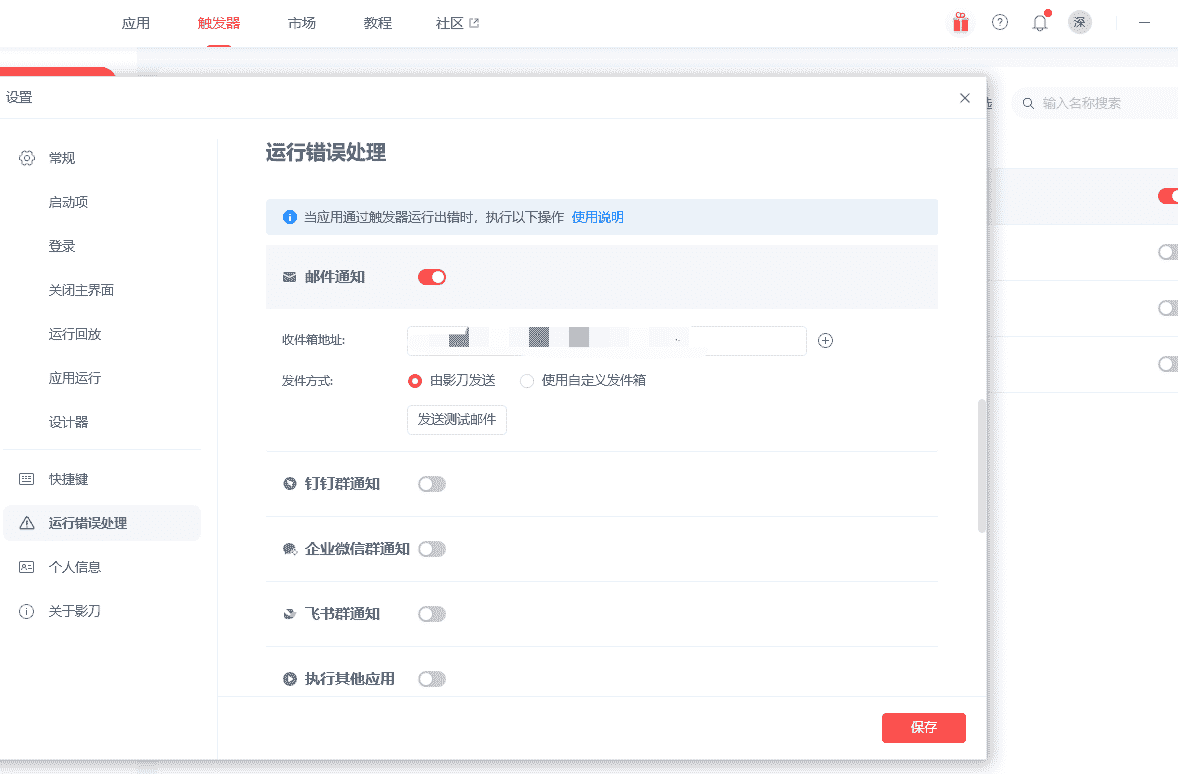 应用 触发器 市场 教程 社区 深
设置
输入名称搜索
常规
启动项
登录
关闭主界面
运行回放
应用运行
设计器
快捷键
运行错误处理
个人信息
关于影刀
运行错误处理
当应用通过触发器运行出错时，执行以下操作 使用说明
邮件通知
收件箱地址:
发件方式:
由影刀发送 使用自定义发件箱
发送测试邮件
钉钉群通知
企业微信群通知
飞书群通知
执行其他应用
保存